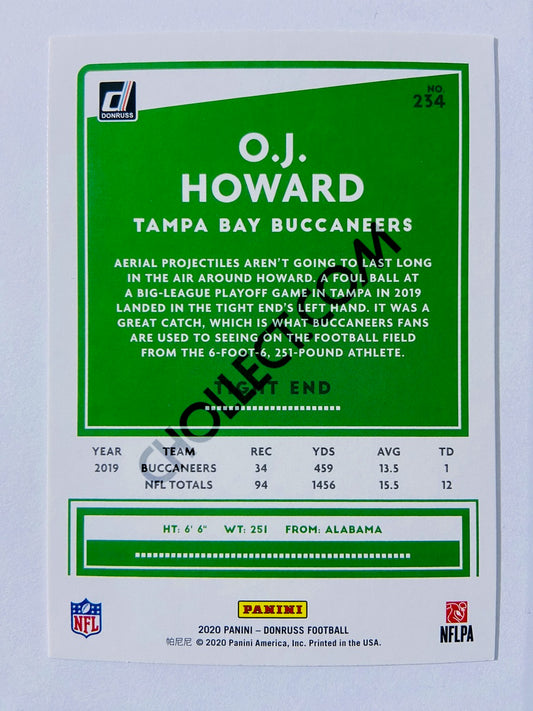 DONRUSS
NO.
234
O.J.
HOWARD
TAMPA BAY BUCCANEERS
AERIAL PROJECTILES AREN'T GOING TO LAST LONG
IN THE AIR AROUND HOWARD. A FOUL BALL AT
A BIG-LEAGUE PLAYOFF GAME IN TAMPA IN 2019
LANDED IN THE TIGHT END'S LEFT HAND. IT WAS A
GREAT CATCH, WHICH IS WHAT BUCCANEERS FANS
ARE USED TO SEEING ON THE FOOTBALL FIELD
FROM THE 6-FOOT-6, 251-POUND ATHLETE.
TIGHT END
CHOLLECT.COM
YEAR TEAM REC YDS AVG TD
2019 BUCCANEERS 34 459 13.5 1
NFL TOTALS 94 1456 15.5 12
HT: 6' 6" WT: 251 FROM: ALABAMA
NFL
PANINI
NFLPA
2020 PANINI – DONRUSS FOOTBALL
帕尼尼 © 2020 Panini America, Inc. Printed in the USA.